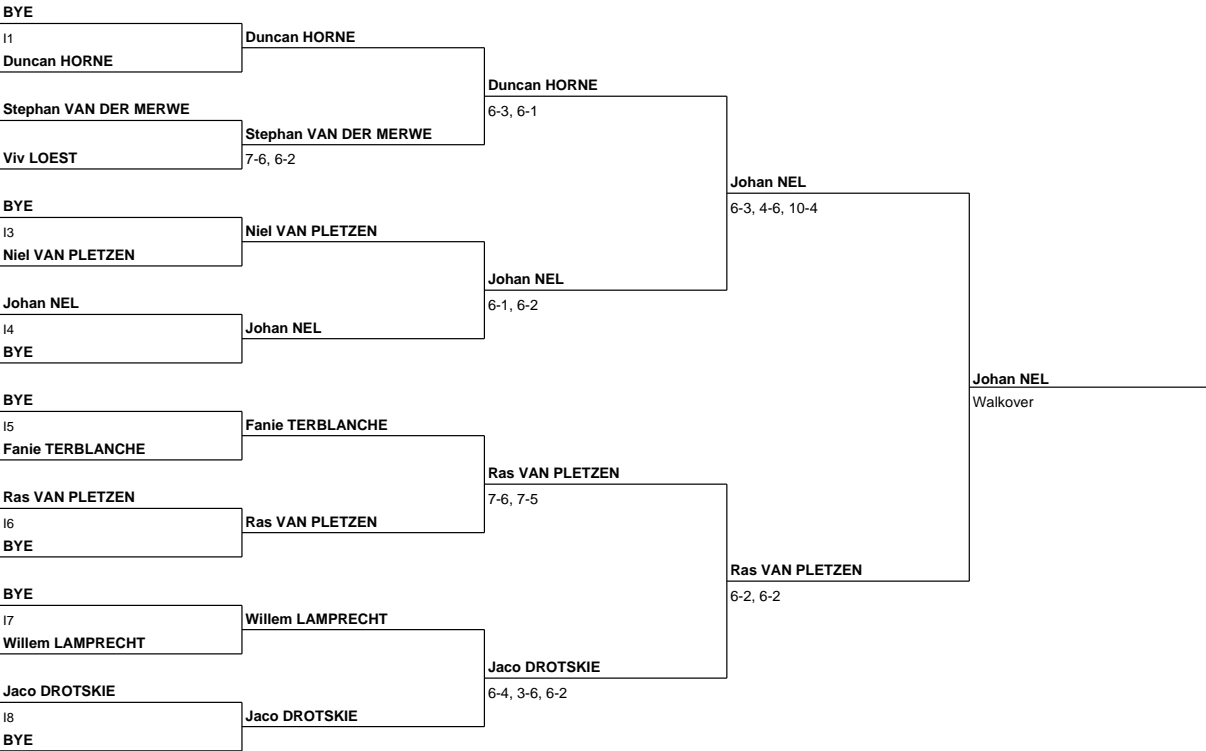 BYE
I1
Duncan HORNE
Stephan VAN DER MERWE
Viv LOEST
BYE
I3
Niel VAN PLETZEN
Johan NEL
I4
BYE
BYE
I5
Fanie TERBLANCHE
Ras VAN PLETZEN
I6
BYE
BYE
I7
Willem LAMPRECHT
Jaco DROTSKIE
I8
BYE
Duncan HORNE
Stephan VAN DER MERWE
7-6, 6-2
Niel VAN PLETZEN
Johan NEL
Fanie TERBLANCHE
Ras VAN PLETZEN
Willem LAMPRECHT
Jaco DROTSKIE
Duncan HORNE
6-3, 6-1
Johan NEL
6-1, 6-2
Ras VAN PLETZEN
7-6, 7-5
Jaco DROTSKIE
6-4, 3-6, 6-2
Johan NEL
6-3, 4-6, 10-4
Ras VAN PLETZEN
6-2, 6-2
Johan NEL
Walkover